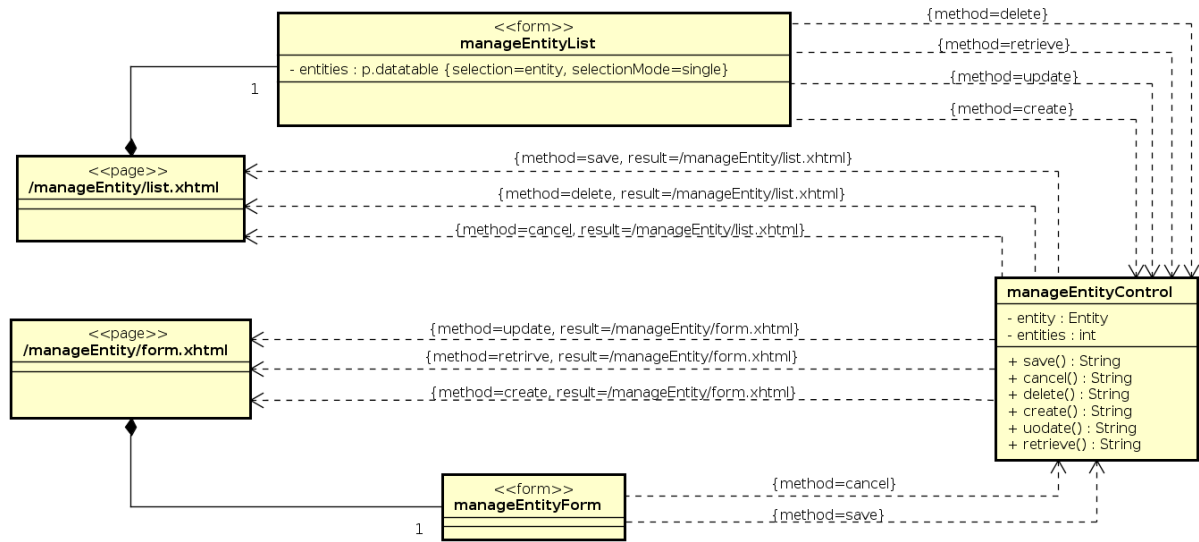 <<form>>
manageEntityList
- entities : p.datatable {selection=entity, selectionMode=single}
{method=delete}
{method=retrieve}
{method=update}
{method=create}
1
<<page>>
/manageEntity/list.xhtml
{method=save, result=/manageEntity/list.xhtml}
{method=delete, result=/manageEntity/list.xhtml}
{method=cancel, result=/manageEntity/list.xhtml}
manageEntityControl
- entity : Entity
- entities : int
+ save() : String
+ cancel() : String
+ delete() : String
+ create() : String
+ uodate() : String
+ retrieve() : String
<<page>>
/manageEntity/form.xhtml
{method=update, result=/manageEntity/form.xhtml}
{method=retrirve, result=/manageEntity/form.xhtml}
{method=create, result=/manageEntity/form.xhtml}
<<form>>
manageEntityForm
1
{method=cancel}
{method=save}